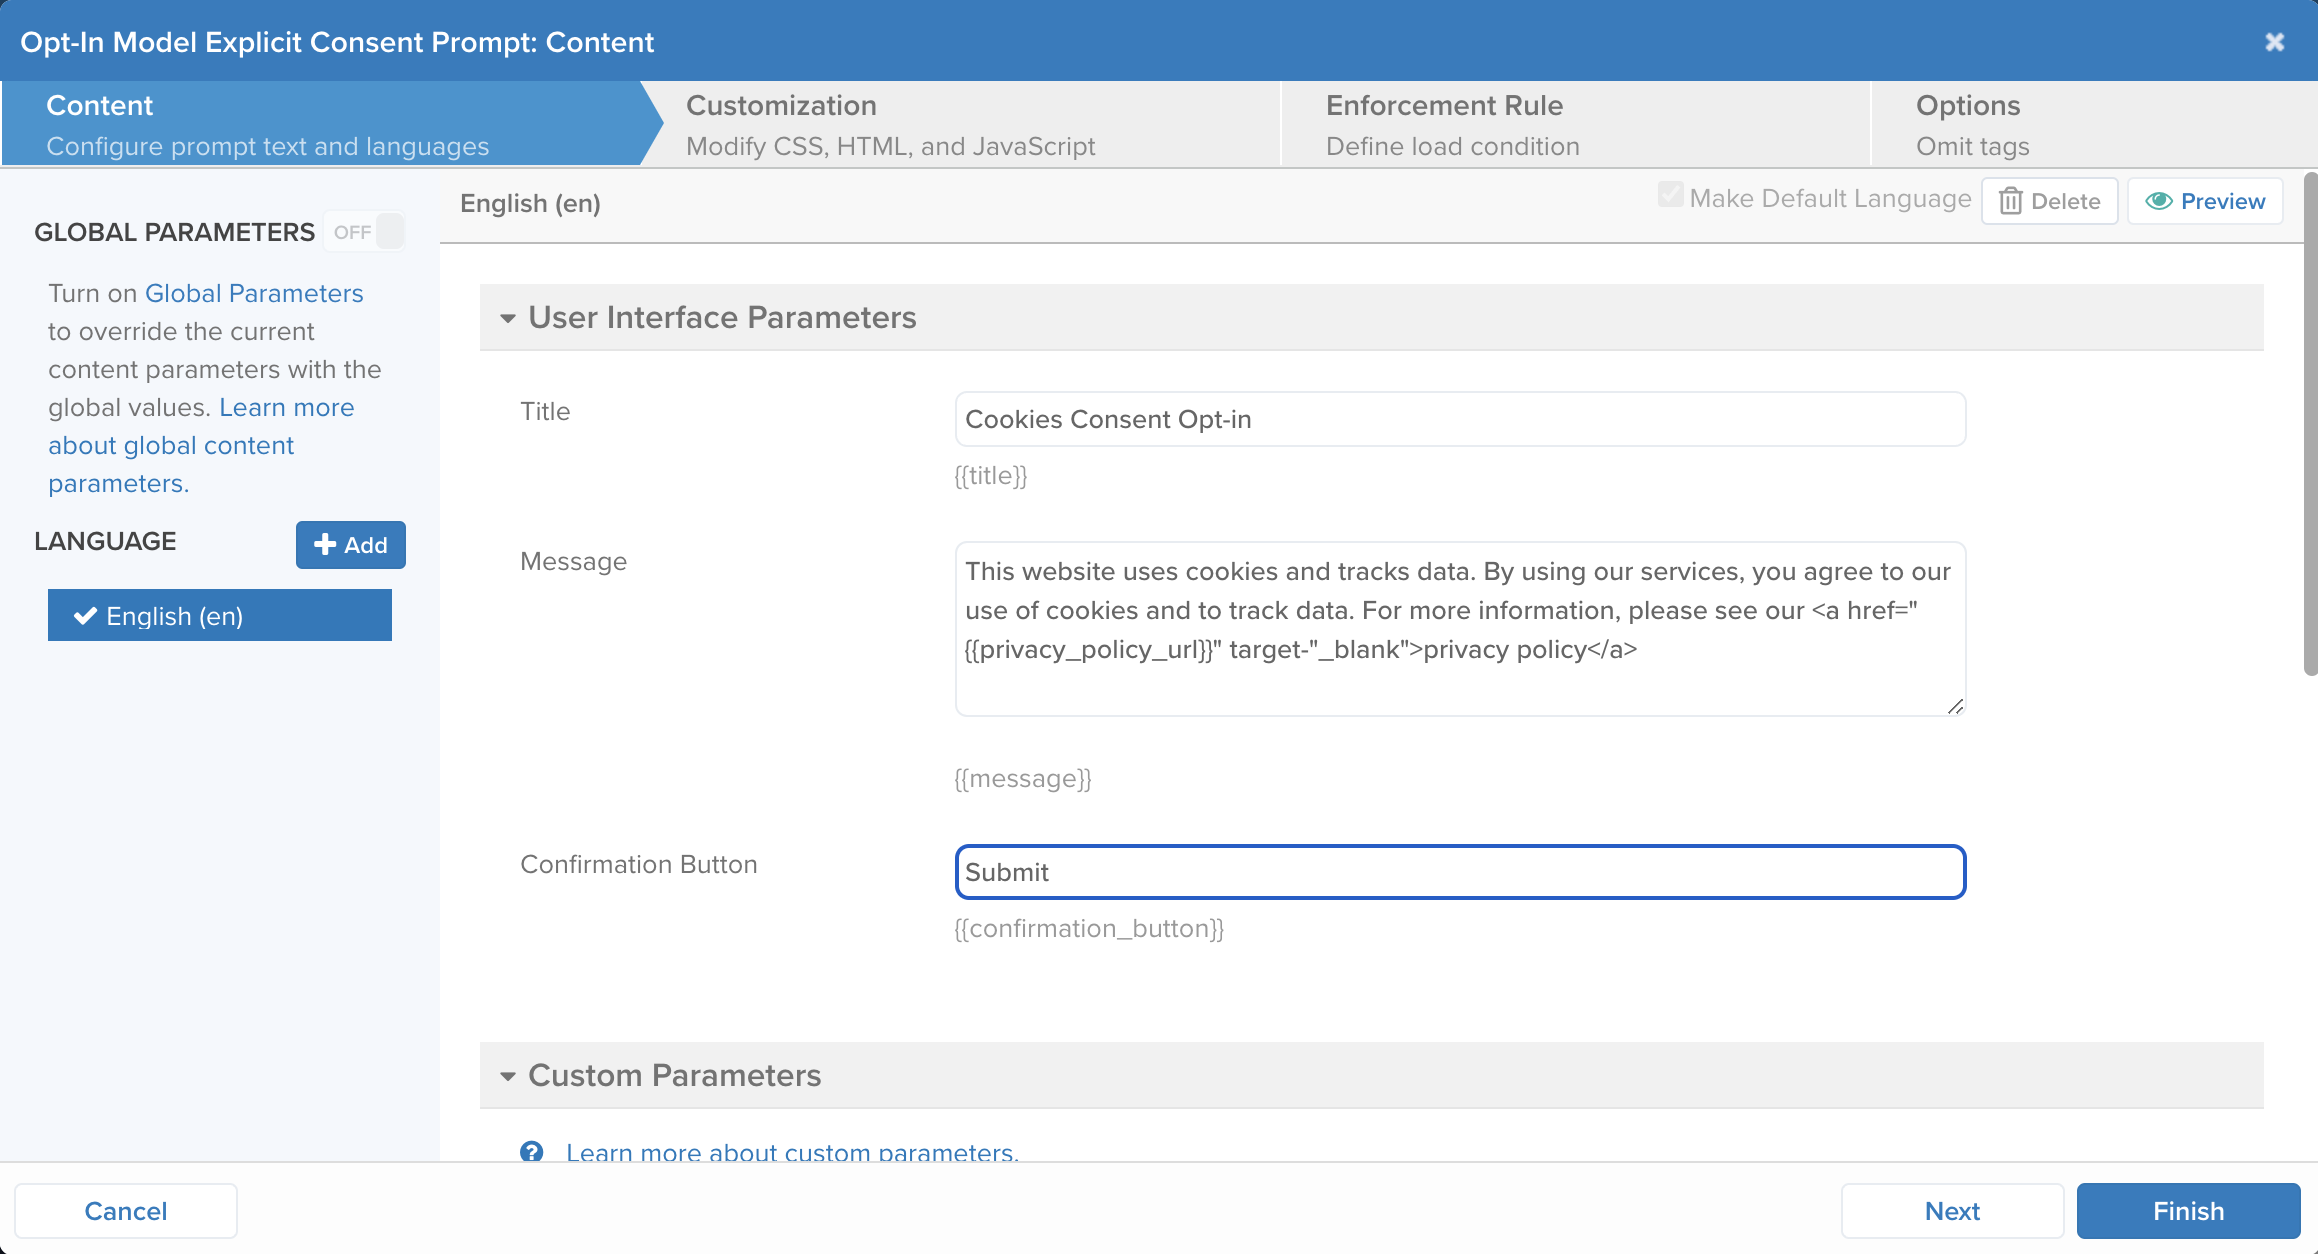 Opt-In Model Explicit Consent Prompt: Content
Content
Configure prompt text and languages
Customization
Modify CSS, HTML, and JavaScript
Enforcement Rule
Define load condition
Options
Omit tags
GLOBAL PARAMETERS
OFF
Turn on Global Parameters
to override the current
content parameters with the
global values. Learn more
about global content
parameters.
LANGUAGE
Add
English (en)
English (en)
Make Default Language
Delete
Preview
User Interface Parameters
Title
Cookies Consent Opt-in
{{title}}
Message
This website uses cookies and tracks data. By using our services, you agree to our
use of cookies and to track data. For more information, please see our <a href="
{{privacy_policy_url}}" target-"_blank">privacy policy</a>
{{message}}
Confirmation Button
Submit
{{confirmation_button}}
Custom Parameters
Learn more about custom parameters.
Cancel
Next
Finish